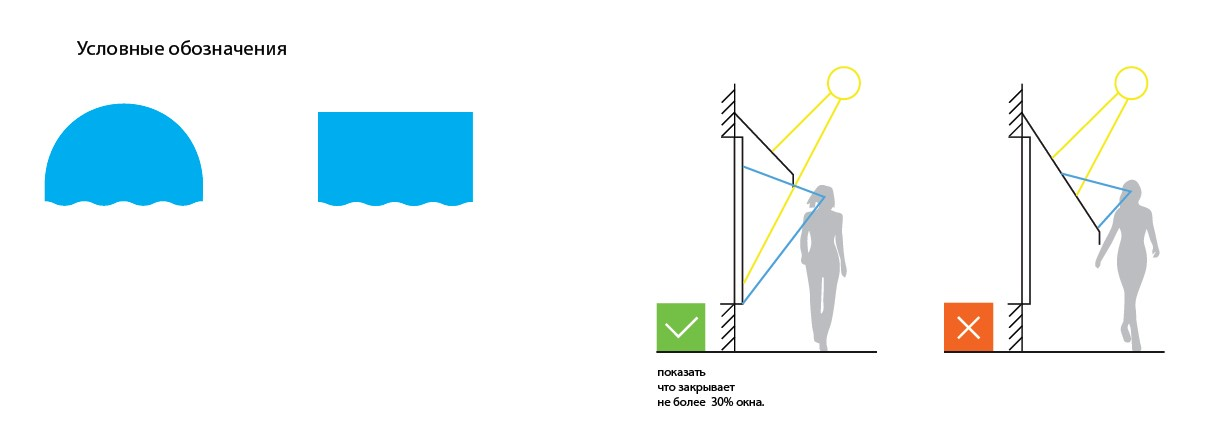 Условные обозначения
показать
что закрывает
не более 30% окна.